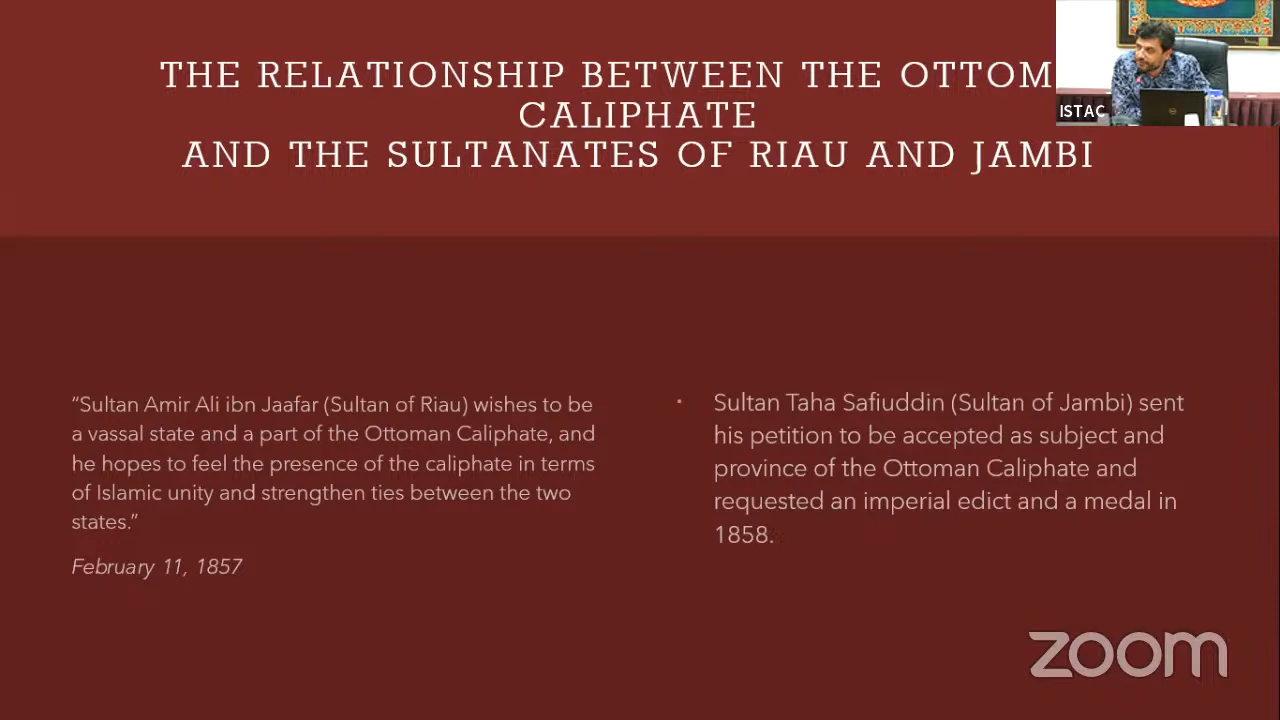 THE RELATIONSHIP BETWEEN THE OTTOM
CALIPHATE
AND THE SULTANATES OF RIAU AND JAMBI
ISTAC
“Sultan Amir Ali ibn Jaafar (Sultan of Riau) wishes to be
a vassal state and a part of the Ottoman Caliphate, and
he hopes to feel the presence of the caliphate in terms
of Islamic unity and strengthen ties between the two
states.”
February 11, 1857
• Sultan Taha Safiuddin (Sultan of Jambi) sent
his petition to be accepted as subject and
province of the Ottoman Caliphate and
requested an imperial edict and a medal in
1858.
zoom